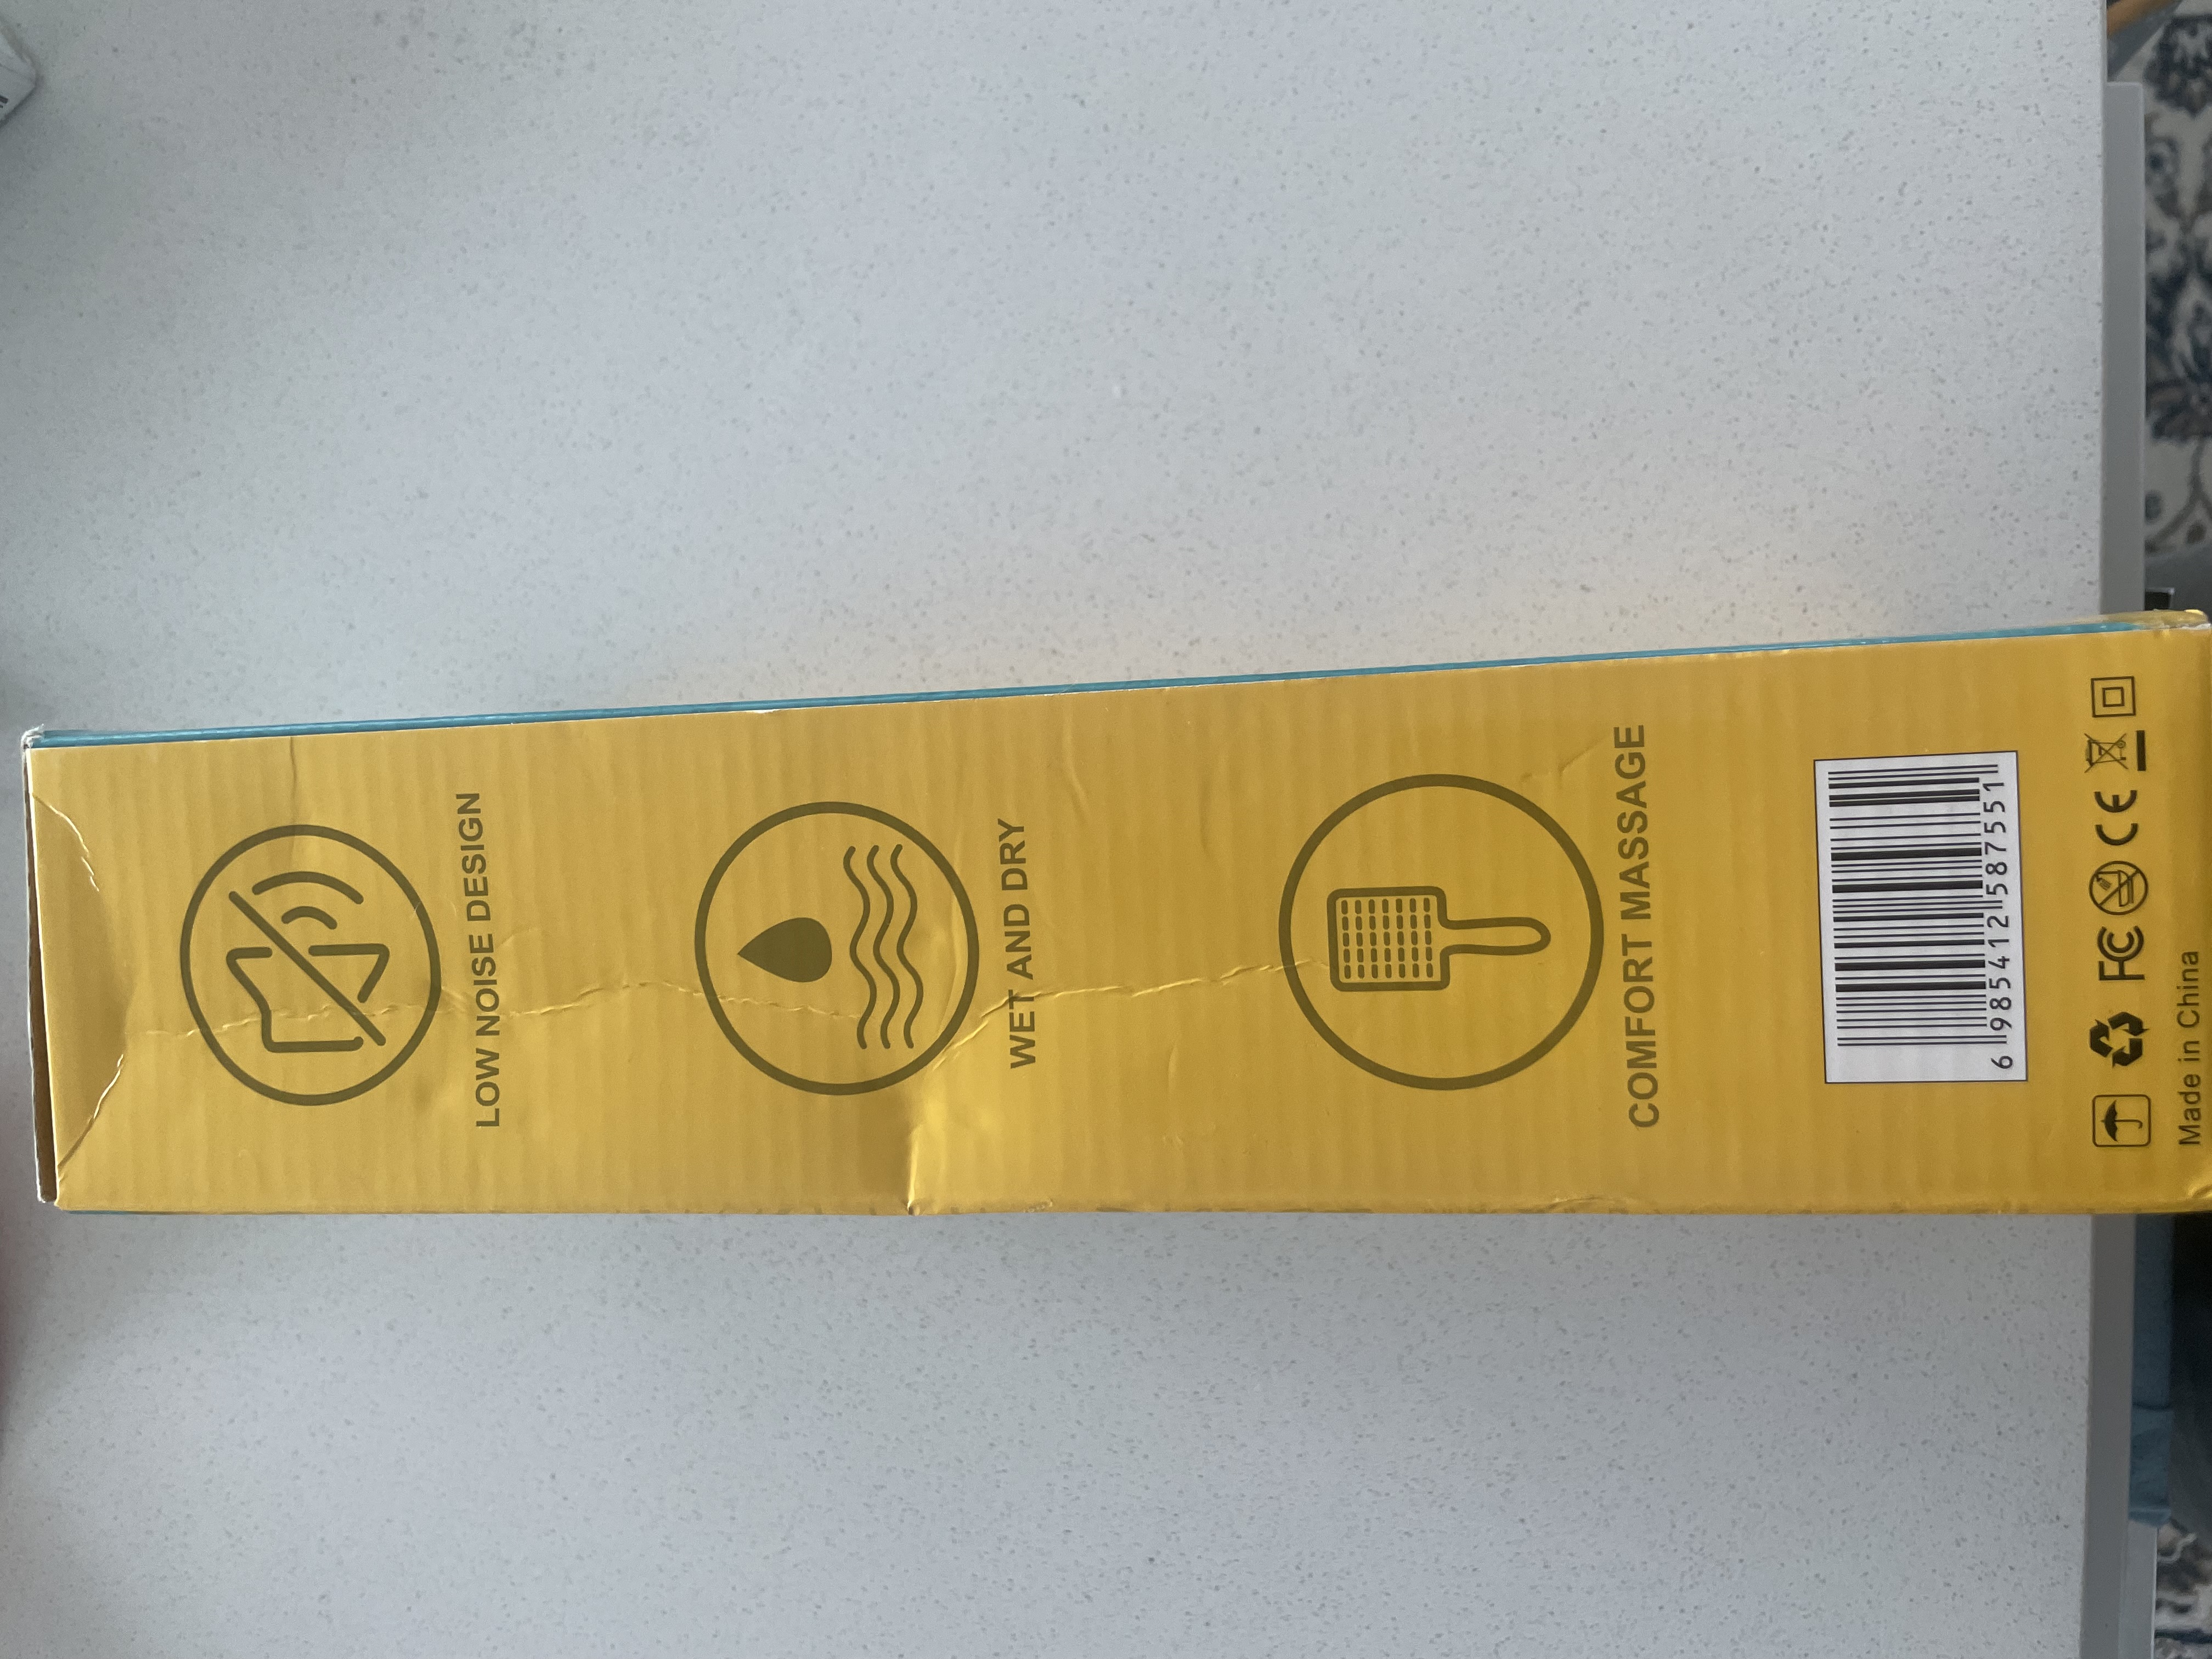 LOW NOISE DESIGN
WET AND DRY
COMFORT MASSAGE
6 985412 587551
FC CE
Made in China